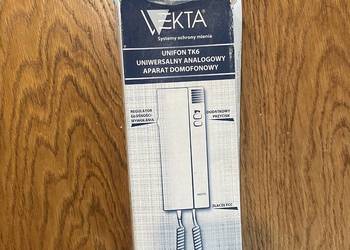 VEKTA®
Systemy ochrony mienia
UNIFON TK6
UNIWERSALNY ANALOGOWY
APARAT DOMOFONOWY
REGULATOR
GŁOŚNOŚCI
WYWOŁANIA
DODATKOWY
PRZYCISK